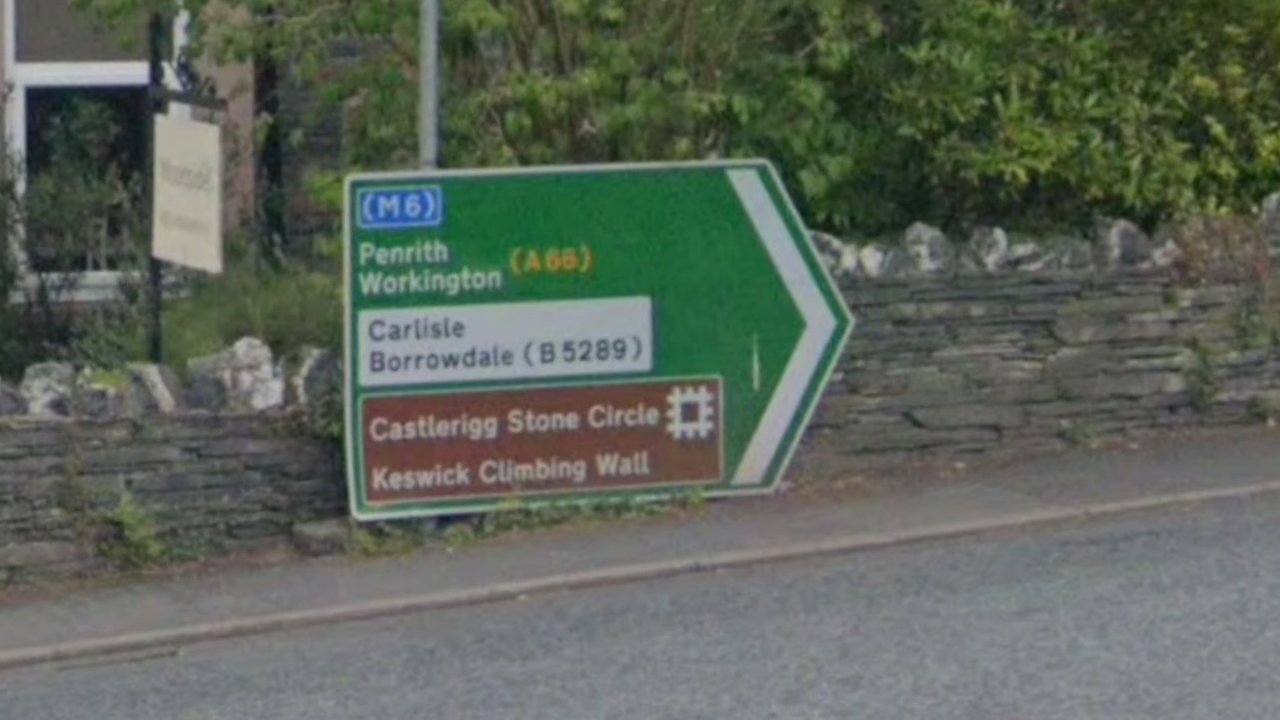 (M6)
Penrith
Workington (A66)
Carlisle
Borrowdale (B5289)
Castlerigg Stone Circle
Keswick Climbing Wall